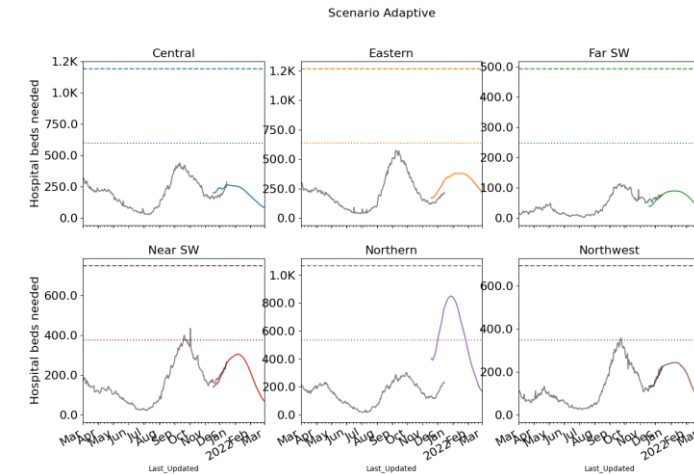 Scenario Adaptive
Central
Eastern
Far SW
Hospital beds needed
1.2K
1.0K
750.0
500.0
250.0
0.0
1.2K
1.0K
750.0
500.0
250.0
0.0
500.0
400.0
300.0
200.0
100.0
0.0
Near SW
Northern
Northwest
Hospital beds needed
600.0
400.0
200.0
0.0
1.0K
800.0
600.0
400.0
200.0
0.0
600.0
400.0
200.0
0.0
Mar Apr May Jun Jul Aug Sep Oct Nov Dec Jan 2022 Feb Mar
Mar Apr May Jun Jul Aug Sep Oct Nov Dec Jan 2022 Feb Mar
Mar Apr May Jun Jul Aug Sep Oct Nov Dec Jan 2022 Feb Mar
Last_Updated
Last_Updated
Last_Updated